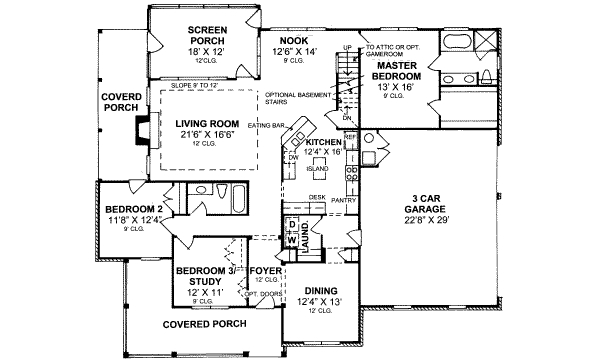 SCREEN
PORCH
18' X 12'
12'CLG.
NOOK
12'6" X 14'
9' CLG.
UP
TO ATTIC OR OPT.
GAMEROOM
MASTER
BEDROOM
13' X 16'
9' CLG.
SLOPE 9' TO 12'
OPTIONAL BASEMENT
STAIRS
DN
COVERD
PORCH
LIVING ROOM
21'6" X 16'6"
12' CLG.
EATING BAR
KITCHEN
12'4" X 16'
REF.
DW
ISLAND
DESK
PANTRY
3 CAR
GARAGE
22'8" X 29'
BEDROOM 2
11'8" X 12'4"
9' CLG.
D
W
LAUND.
BEDROOM 3/
STUDY
12' X 11'
9' CLG.
FOYER
12' CLG.
OPT. DOORS
DINING
12'4" X 13'
12' CLG.
COVERED PORCH